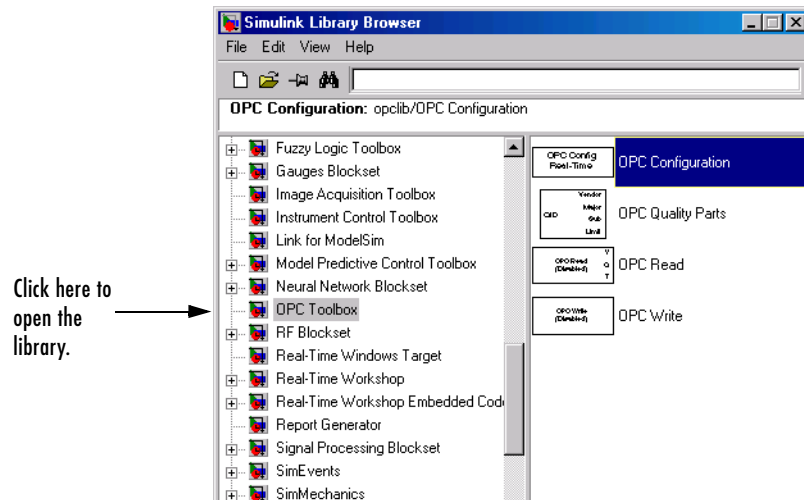 Simulink Library Browser
File Edit View Help
OPC Configuration: opclib/OPC Configuration
Fuzzy Logic Toolbox
Gauges Blockset
Image Acquisition Toolbox
Instrument Control Toolbox
Link for ModelSim
Model Predictive Control Toolbox
Neural Network Blockset
OPC Toolbox
RF Blockset
Real-Time Windows Target
Real-Time Workshop
Real-Time Workshop Embedded Code
Report Generator
Signal Processing Blockset
SimEvents
SimMechanics
OPC Config
Real-Time
OPC Configuration
Vendor
Major
QID
Sub
Limit
OPC Quality Parts
OPC Read
(Disabled)
V
Q
T
OPC Read
OPC Write
(Disabled)
OPC Write
Click here to
open the
library.